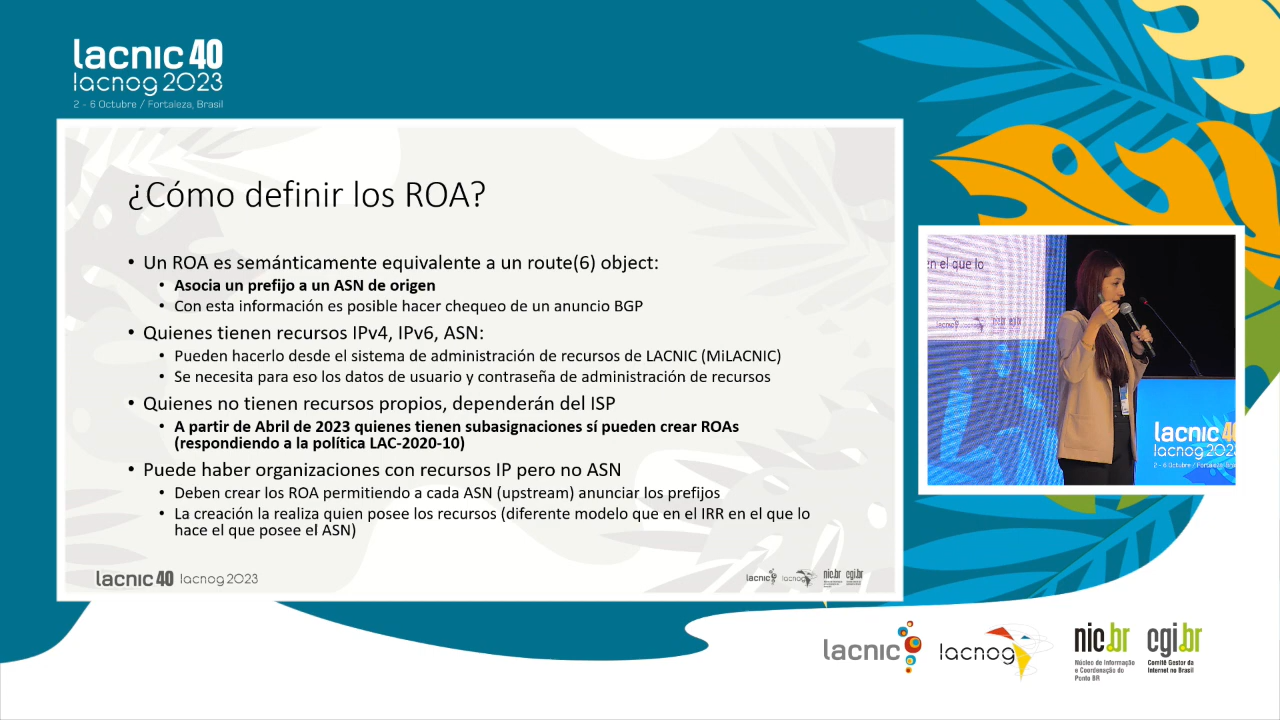 lacnic 40
lacnog 2023
2 - 6 Octubre / Fortaleza, Brasil
¿Cómo definir los ROA?
• Un ROA es semánticamente equivalente a un route(6) object:
• Asocia un prefijo a un ASN de origen
• Con esta información es posible hacer chequeo de un anuncio BGP
• Quienes tienen recursos IPv4, IPv6, ASN:
• Pueden hacerlo desde el sistema de administración de recursos de LACNIC (MiLACNIC)
• Se necesita para eso los datos de usuario y contraseña de administración de recursos
• Quienes no tienen recursos propios, dependerán del ISP
• A partir de Abril de 2023 quienes tienen subasignaciones sí pueden crear ROAs
(respondiendo a la política LAC-2020-10)
• Puede haber organizaciones con recursos IP pero no ASN
• Deben crear los ROA permitiendo a cada ASN (upstream) anunciar los prefijos
• La creación la realiza quien posee los recursos (diferente modelo que en el IRR en el que lo
hace el que posee el ASN)
lacnic 40 lacnog 2023
lacnic lacnog nic.br cgi.br
n el que lo
lacnic nic.br cgi.br
lacnic 4
lacnog 202
lacnic
lacnog
nic.br
Núcleo de Informação
e Coordenação do
Ponto BR
cgi.br
Comitê Gestor da
Internet no Brasil